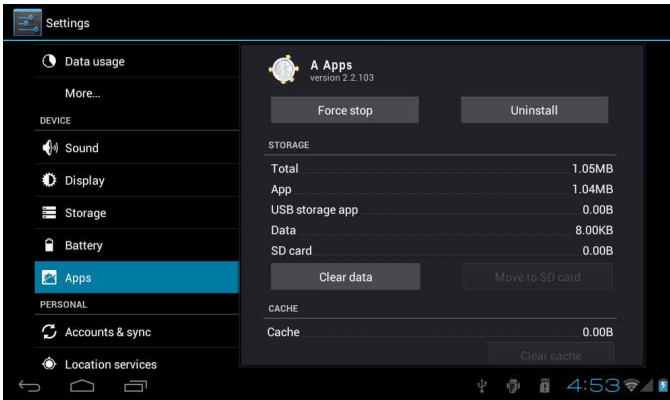 Settings
Data usage
More...
DEVICE
Sound
Display
Storage
Battery
Apps
PERSONAL
Accounts & sync
Location services
A Apps
version 2.2.103
Force stop Uninstall
STORAGE
Total 1.05MB
App 1.04MB
USB storage app 0.00B
Data 8.00KB
SD card 0.00B
Clear data Move to SD card
CACHE
Cache 0.00B
Clear cache
4:53